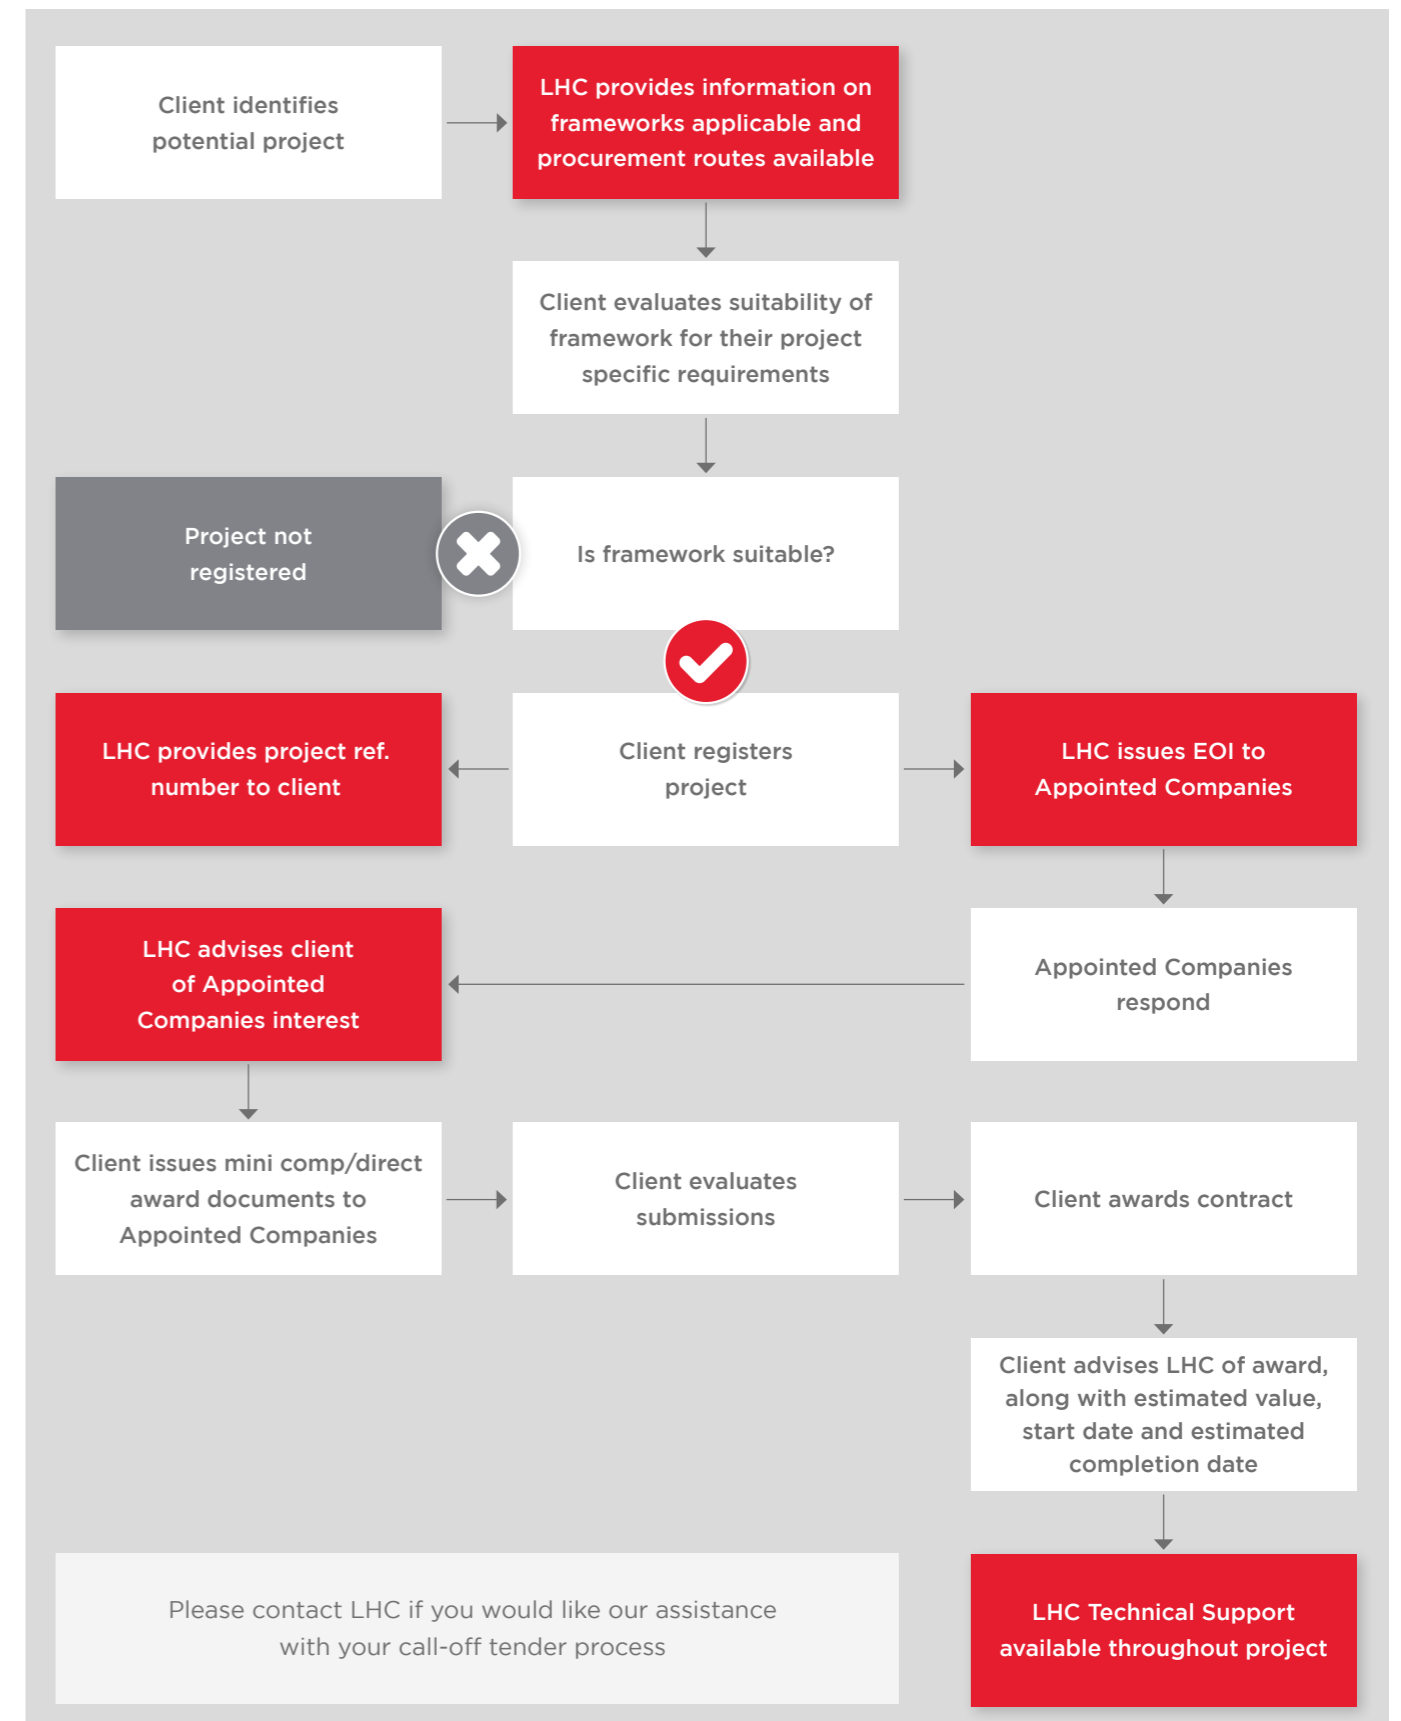 Client identifies
potential project
LHC provides information on
frameworks applicable and
procurement routes available
Client evaluates suitability of
framework for their project
specific requirements
Project not
registered
Is framework suitable?
LHC provides project ref.
number to client
Client registers
project
LHC issues EOI to
Appointed Companies
LHC advises client
of Appointed
Companies interest
Appointed Companies
respond
Client issues mini comp/direct
award documents to
Appointed Companies
Client evaluates
submissions
Client awards contract
Client advises LHC of award,
along with estimated value,
start date and estimated
completion date
Please contact LHC if you would like our assistance
with your call-off tender process
LHC Technical Support
available throughout project